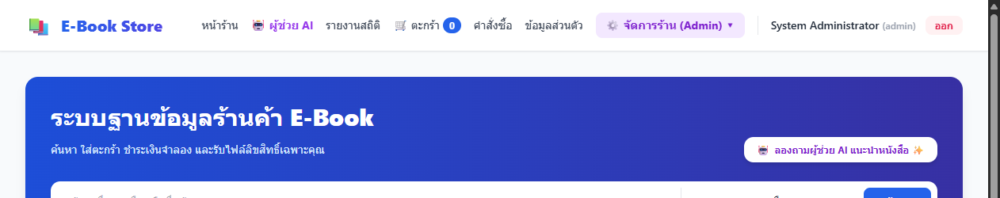 E-Book Store
หน้าร้าน
ผู้ช่วย AI
รายงานสถิติ
ตะกร้า 0
คำสั่งซื้อ
ข้อมูลส่วนตัว
จัดการร้าน (Admin) ▼
System Administrator (admin)
ออก
ระบบฐานข้อมูลร้านค้า E-Book
ค้นหา ใส่ตะกร้า ชำระเงินจำลอง และรับไฟล์ลิขสิทธิ์เฉพาะคุณ
ลองถามผู้ช่วย AI แนะนำหนังสือ